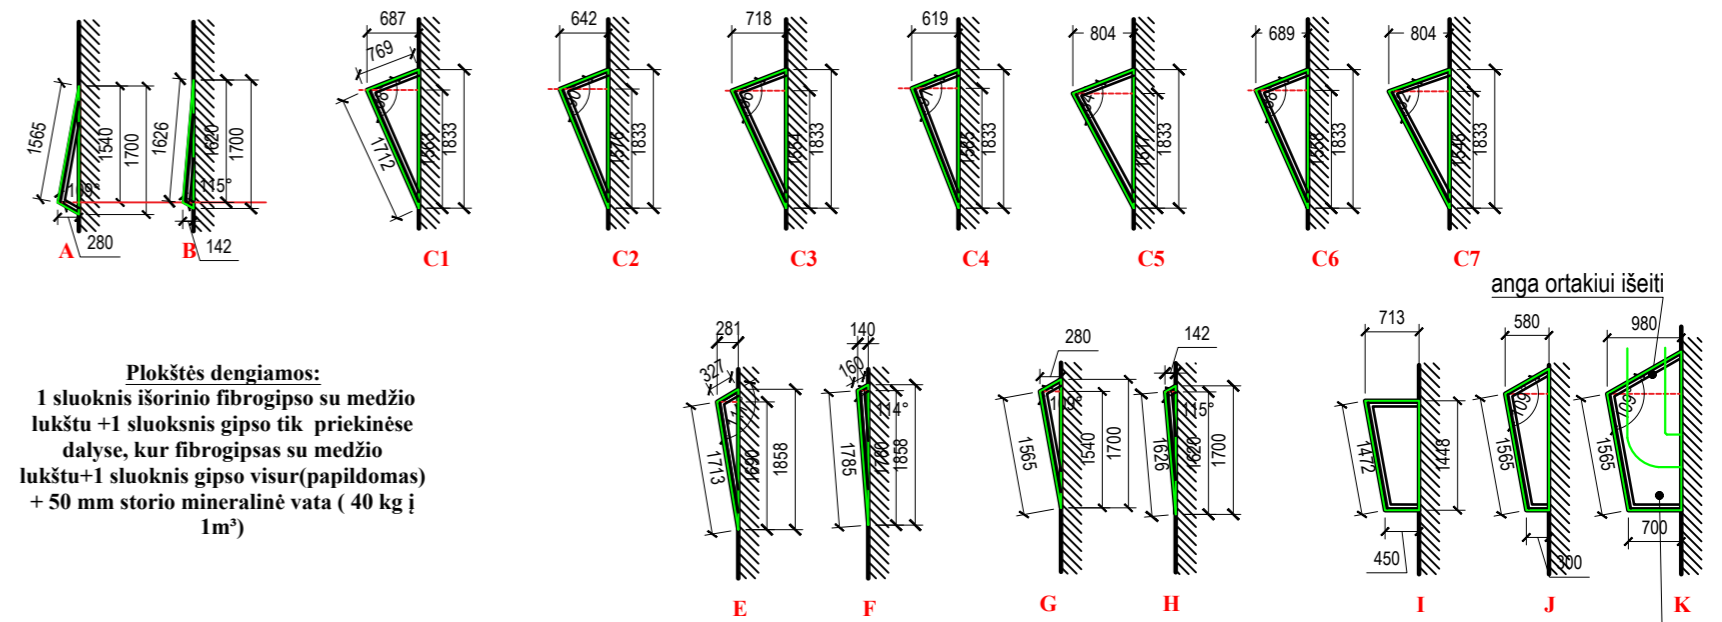 687
642
718
619
804
689
804
769
1565
1540
1700
1626
1620
1700
115°
1712
1833
1833
1833
1833
1833
1833
1833
280
142
A
B
C1
C2
C3
C4
C5
C6
C7
anga ortakiui išeiti
281
140
280
142
713
580
980
327
160
Plokštės dengiamos:
1 sluoknis išorinio fibrogipso su medžio
lukštu +1 sluoksnis gipso tik priekinėse
dalyse, kur fibrogipsas su medžio
lukštu+1 sluoknis gipso visur(papildomas)
+ 50 mm storio mineralinė vata ( 40 kg į
1m³)
114°
109°
115°
1713
1690
1858
1785
1780
1858
1565
1540
1700
1626
1620
1700
1472
1448
1565
109
1565
109
450
300
700
E
F
G
H
I
J
K